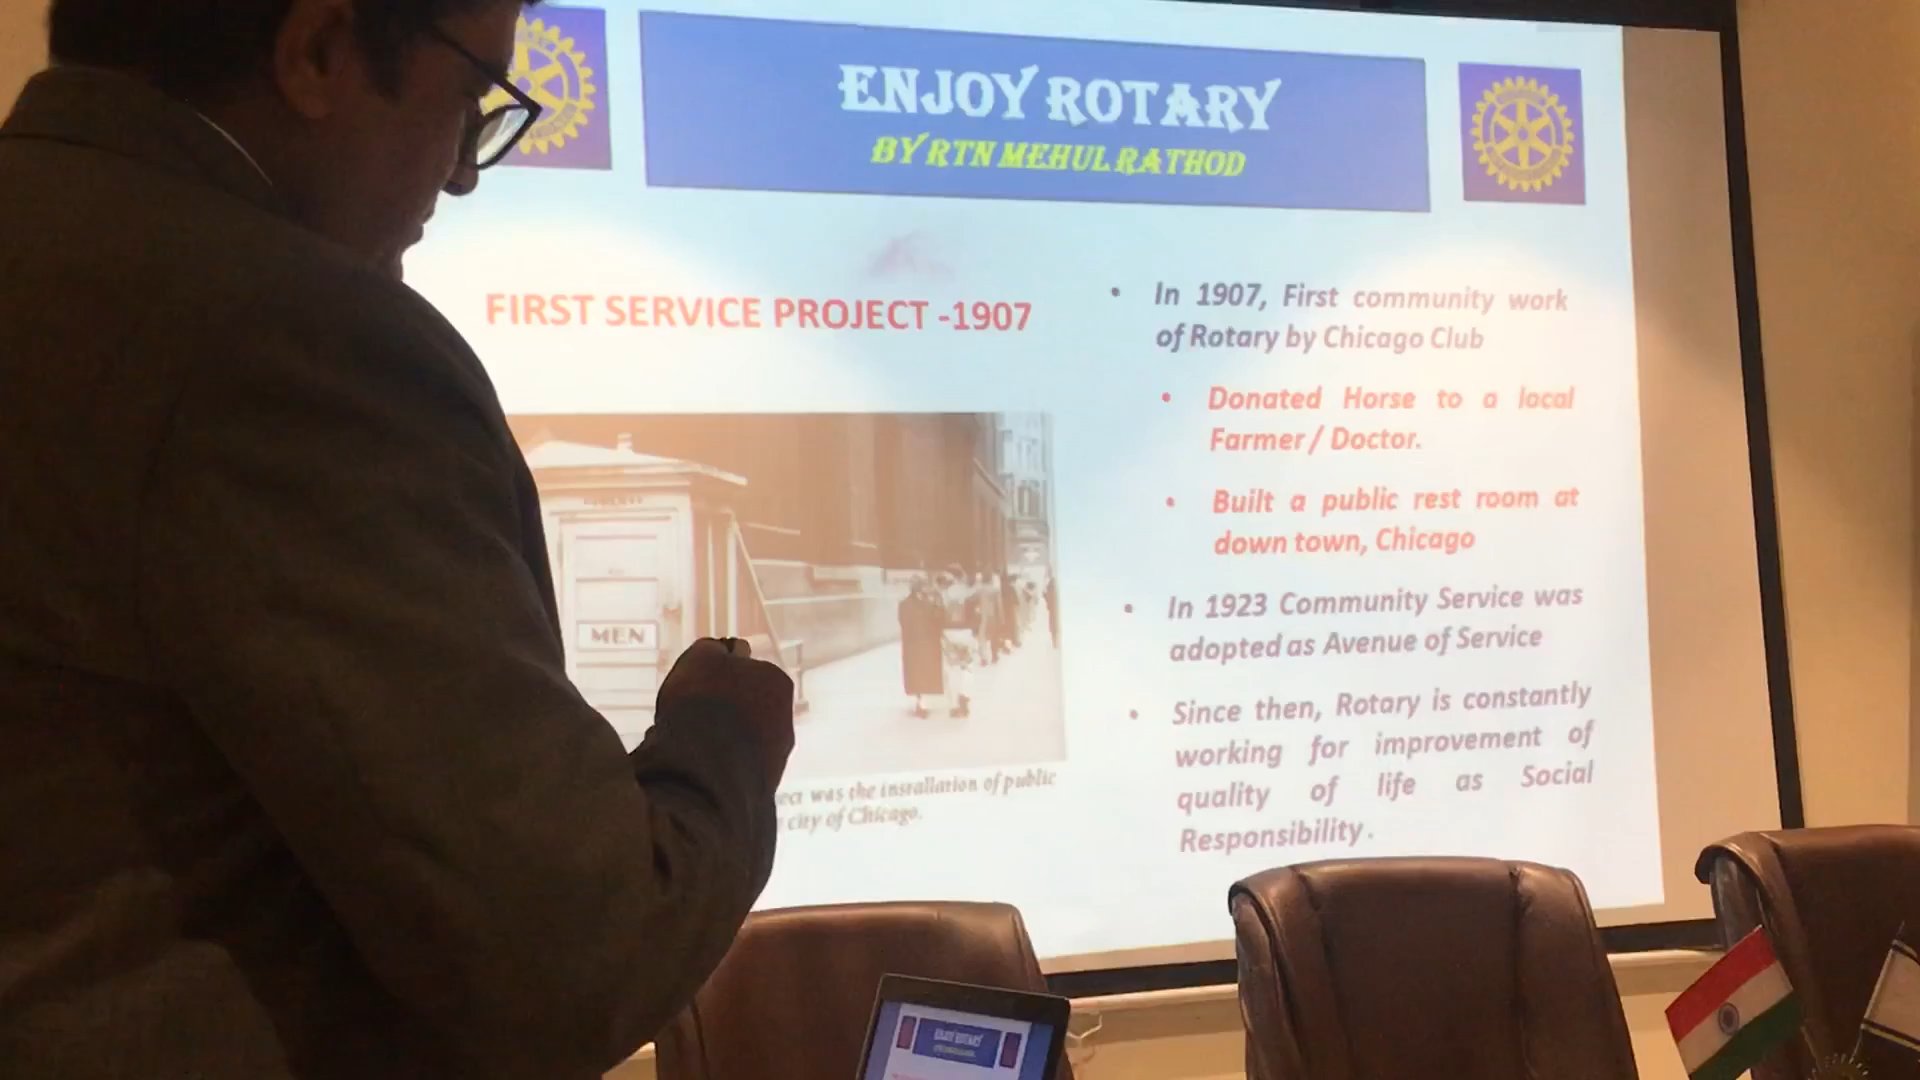 ENJOY ROTARY
BY RTN MEHUL RATHOD
FIRST SERVICE PROJECT -1907
MEN
was the installation of public
city of Chicago.
• In 1907, First community work
of Rotary by Chicago Club
• Donated Horse to a local
Farmer / Doctor.
• Built a public rest room at
down town, Chicago
• In 1923 Community Service was
adopted as Avenue of Service
• Since then, Rotary is constantly
working for improvement of
quality of life as Social
Responsibility.
ENJOY ROTARY